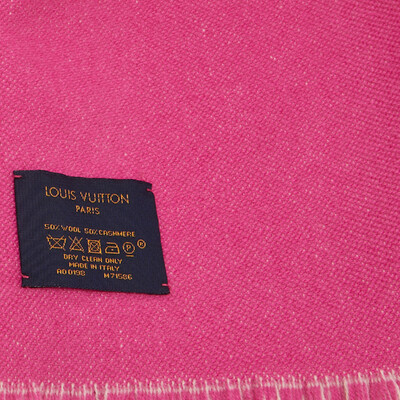 LOUIS VUITTON
PARIS
50% WOOL 50% CASHMERE
P
DRY CLEAN ONLY
MADE IN ITALY
AD0198 M71586